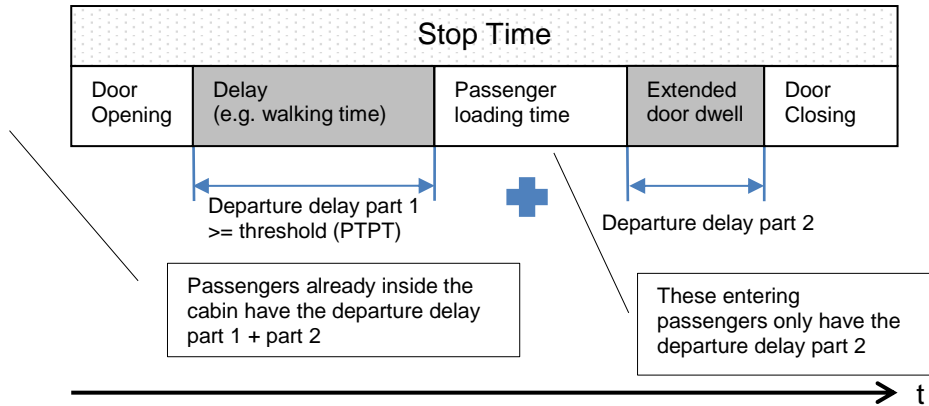 Stop Time
Door
Opening
Delay
(e.g. walking time)
Passenger
loading time
Extended
door dwell
Door
Closing
Departure delay part 1
>= threshold (PTPT)
Departure delay part 2
Passengers already inside the
cabin have the departure delay
part 1 + part 2
These entering
passengers only have the
departure delay part 2
t